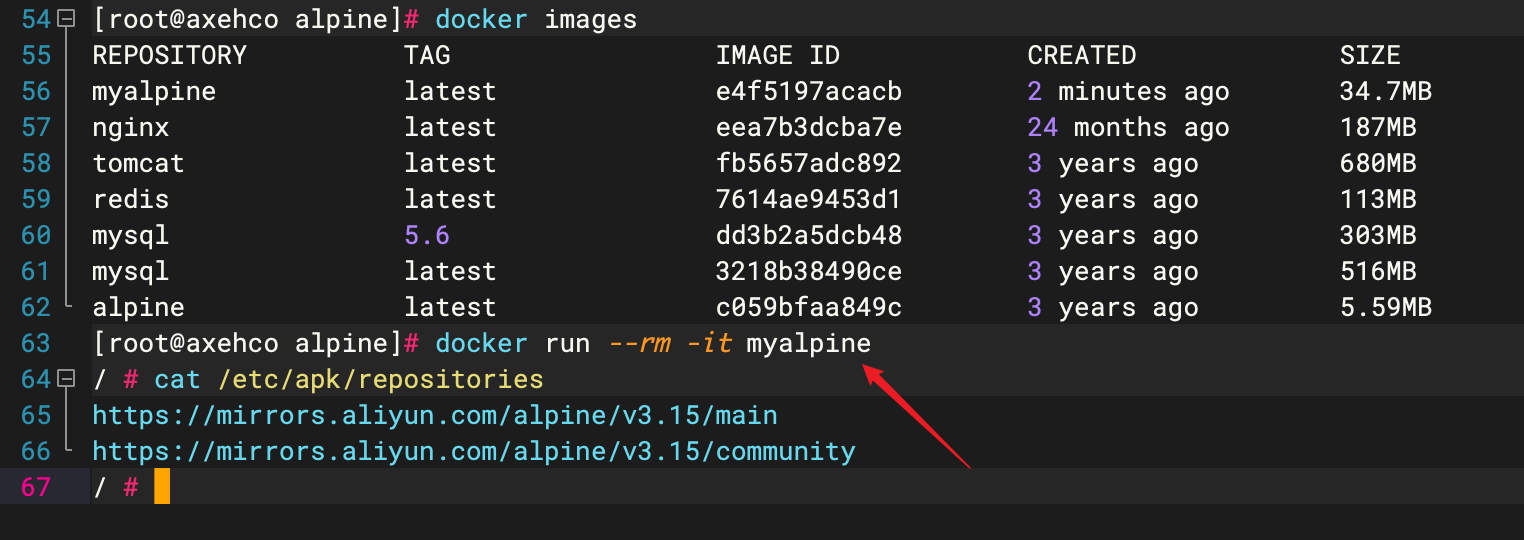 54 [root@axehco alpine]# docker images
55 REPOSITORY TAG IMAGE ID CREATED SIZE
56 myalpine latest e4f5197acacb 2 minutes ago 34.7MB
57 nginx latest eea7b3dcba7e 24 months ago 187MB
58 tomcat latest fb5657adc892 3 years ago 680MB
59 redis latest 7614ae9453d1 3 years ago 113MB
60 mysql 5.6 dd3b2a5dcb48 3 years ago 303MB
61 mysql latest 3218b38490ce 3 years ago 516MB
62 alpine latest c059bfaa849c 3 years ago 5.59MB
63 [root@axehco alpine]# docker run --rm -it myalpine
64 / # cat /etc/apk/repositories
65 https://mirrors.aliyun.com/alpine/v3.15/main
66 https://mirrors.aliyun.com/alpine/v3.15/community
67 / #